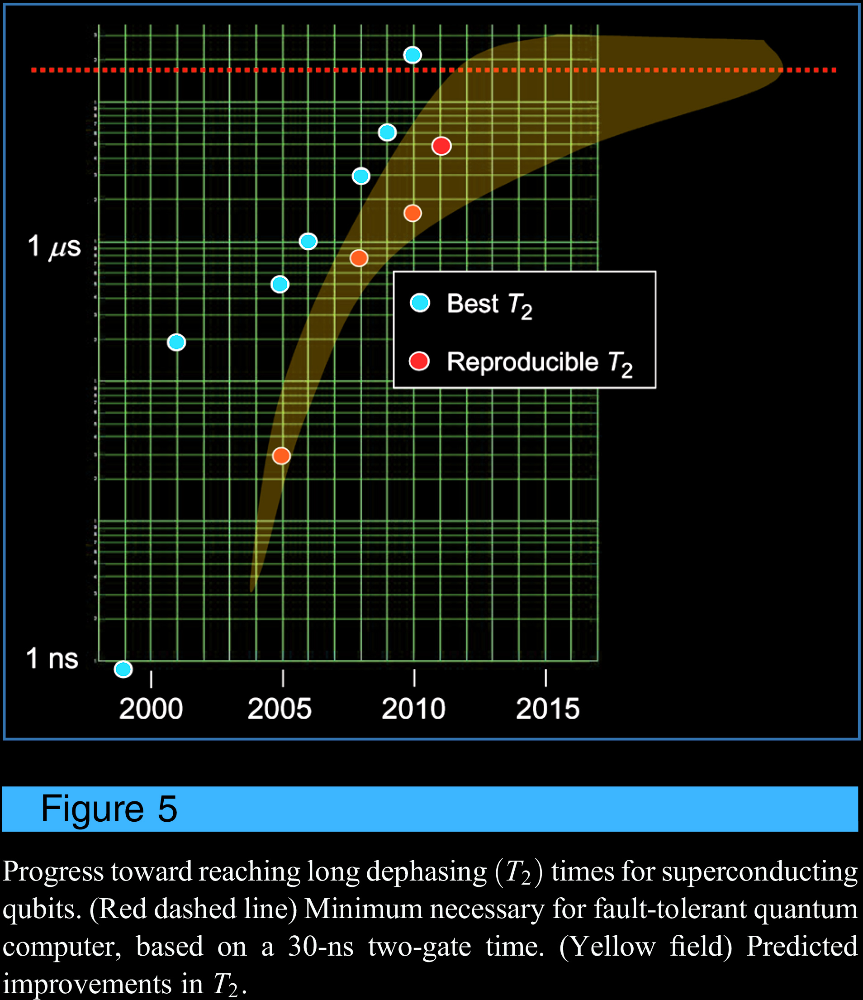 1 μs
1 ns
Best T2
Reproducible T2
2000 2005 2010 2015
Figure 5
Progress toward reaching long dephasing (T2) times for superconducting
qubits. (Red dashed line) Minimum necessary for fault-tolerant quantum
computer, based on a 30-ns two-gate time. (Yellow field) Predicted
improvements in T2.